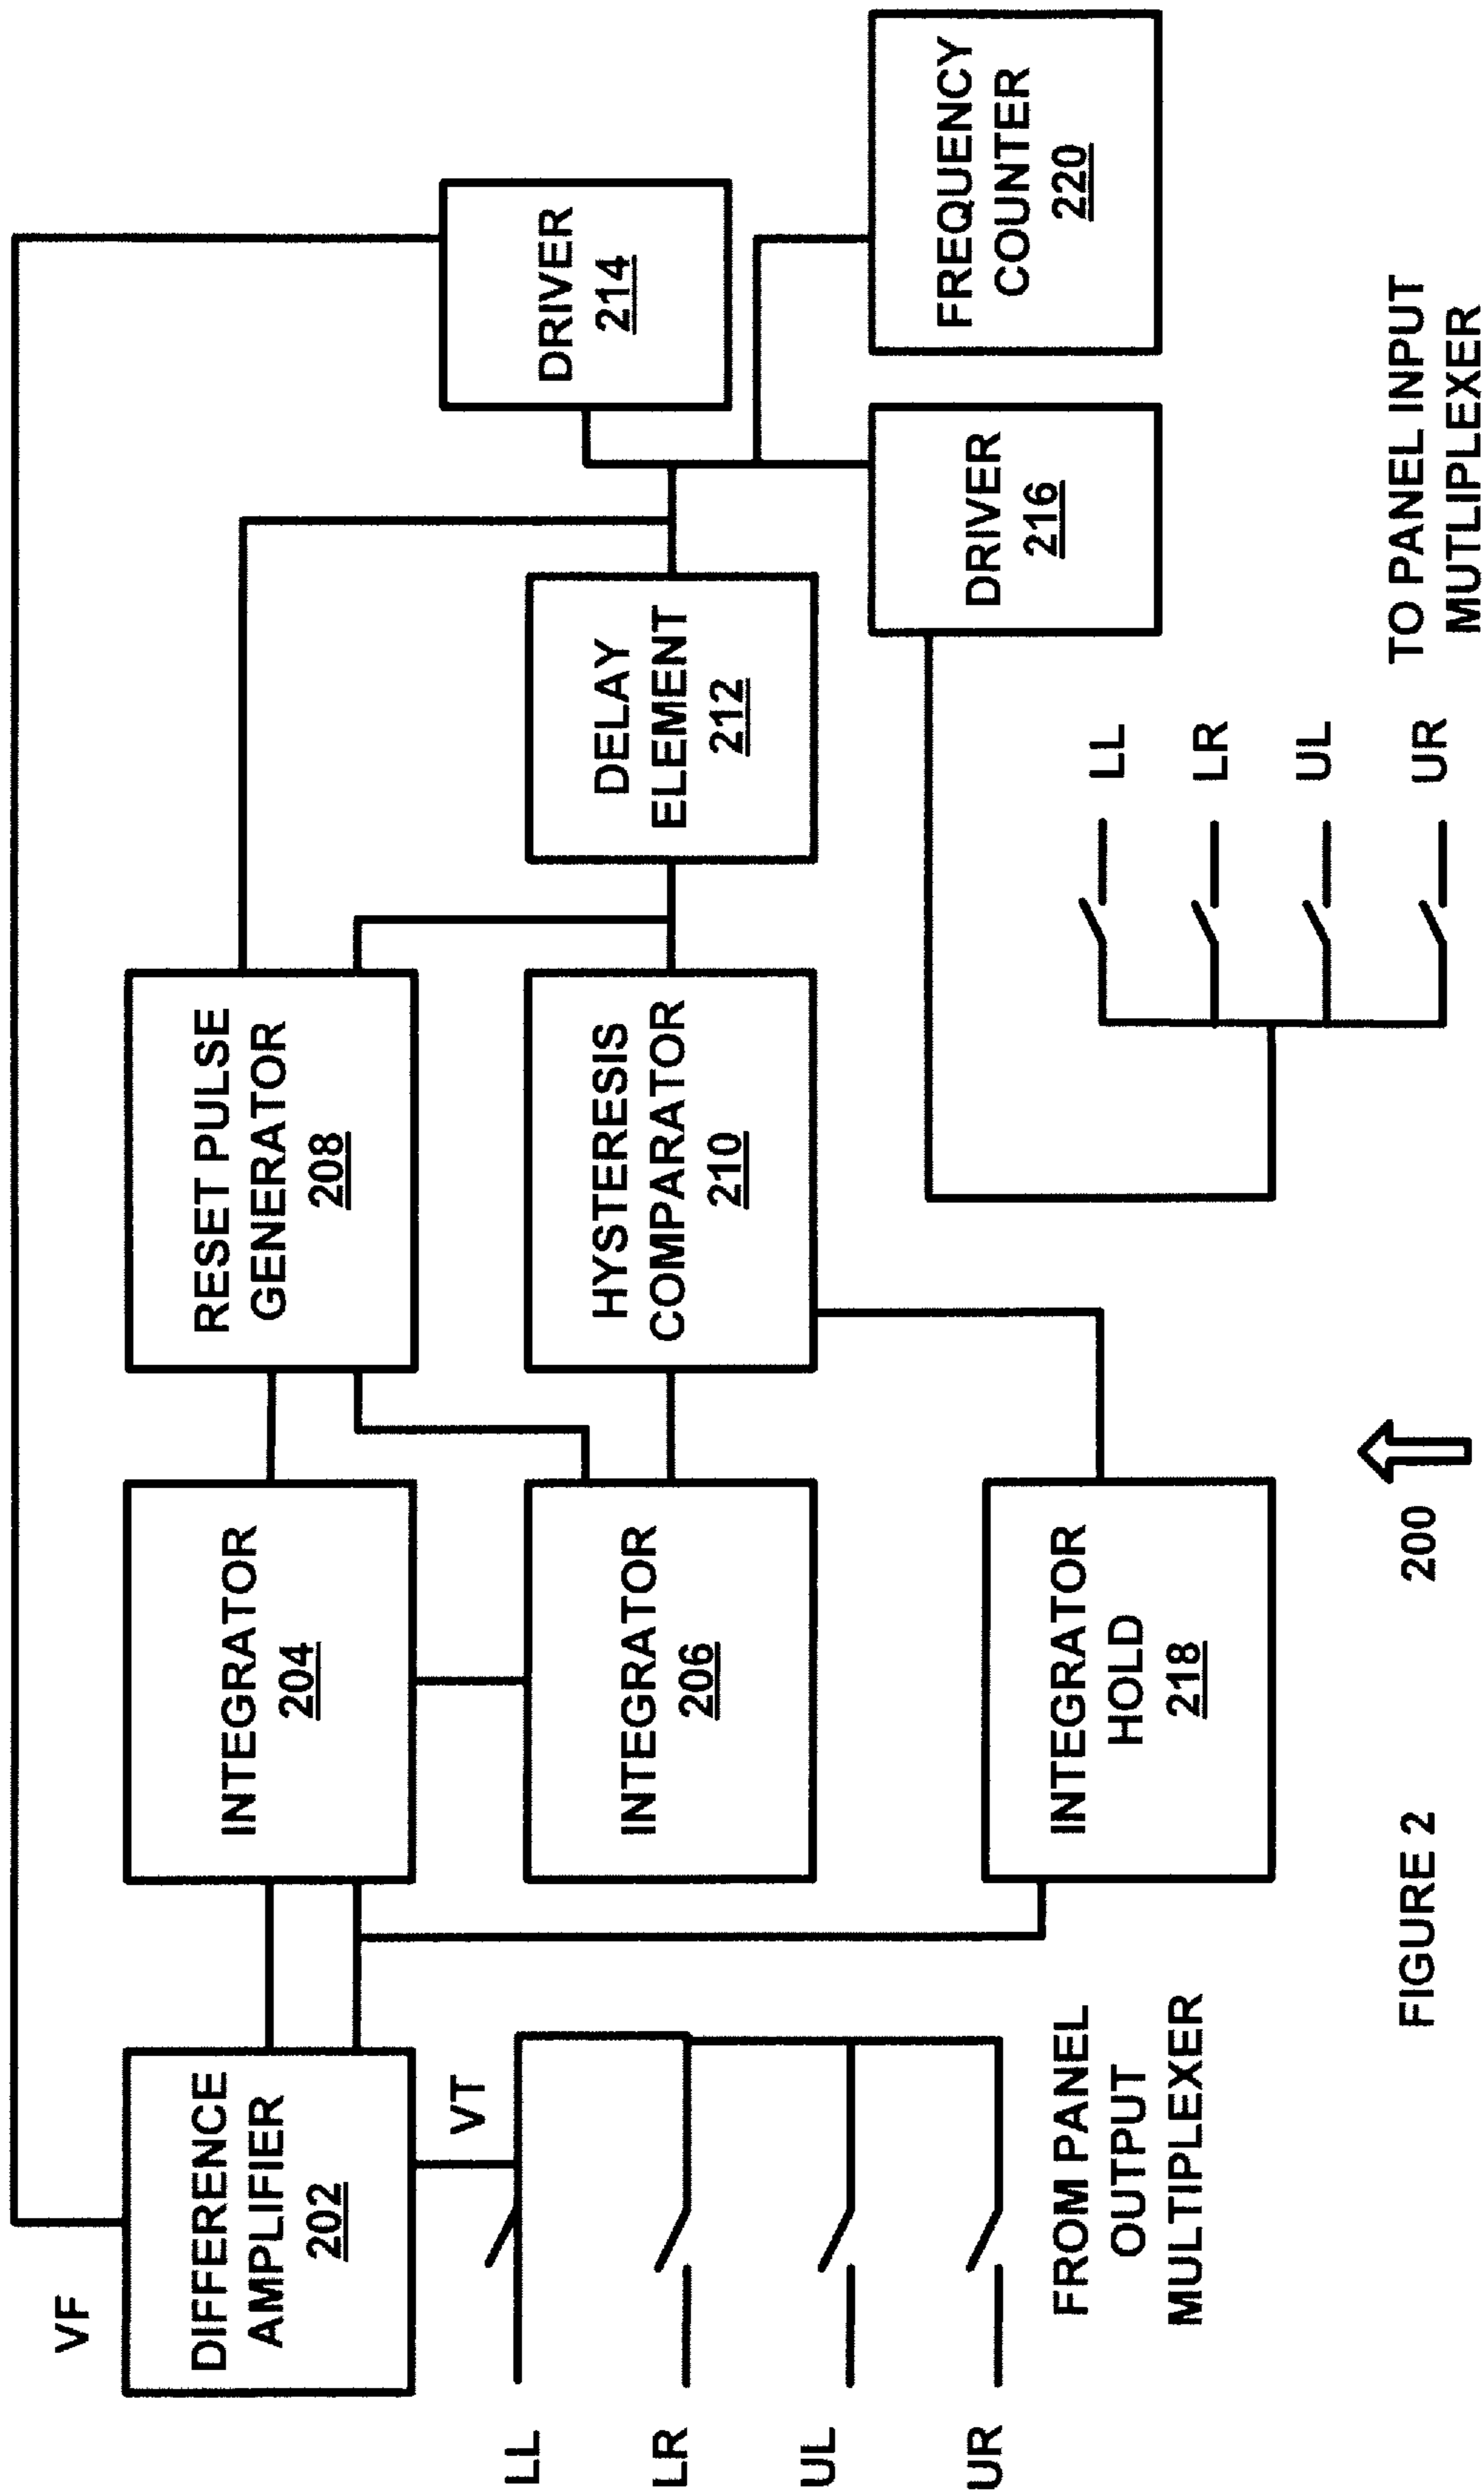 VF
DIFFERENCE
AMPLIFIER
202
INTEGRATOR
204
RESET PULSE
GENERATOR
208
DRIVER
214
VT
INTEGRATOR
206
HYSTERESIS
COMPARATOR
210
DELAY
ELEMENT
212
DRIVER
216
FREQUENCY
COUNTER
220
LL
LR
UL
UR
FROM PANEL
OUTPUT
MULTIPLEXER
INTEGRATOR
HOLD
218
LL
LR
UL
UR
TO PANEL INPUT
MUTLIPLEXER
FIGURE 2
200